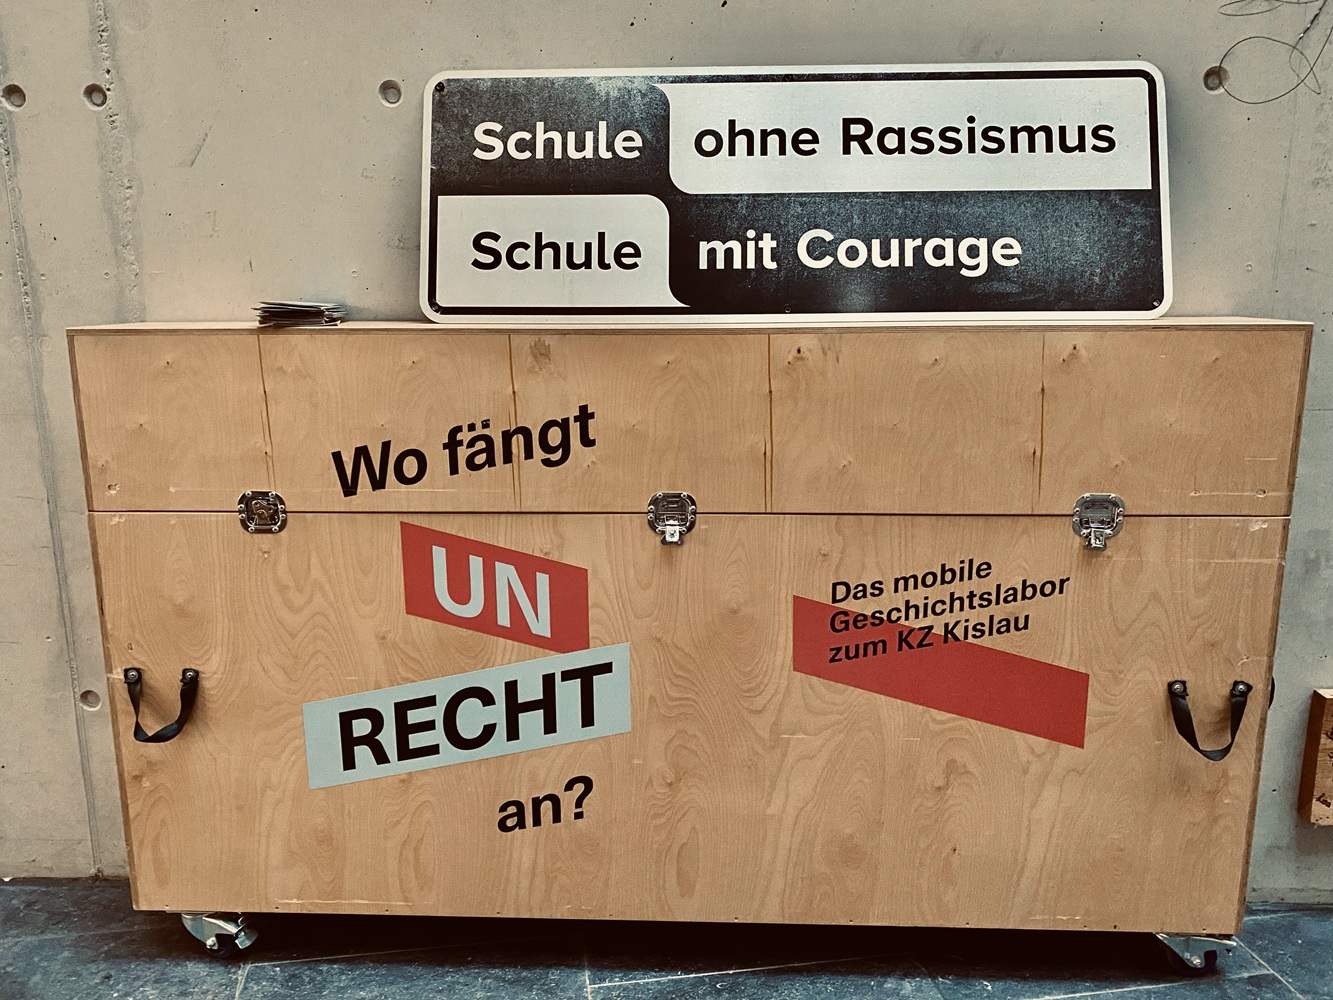 Schule ohne Rassismus
Schule mit Courage
Wo fängt
UN
RECHT
an?
Das mobile
Geschichtslabor
zum KZ Kislau